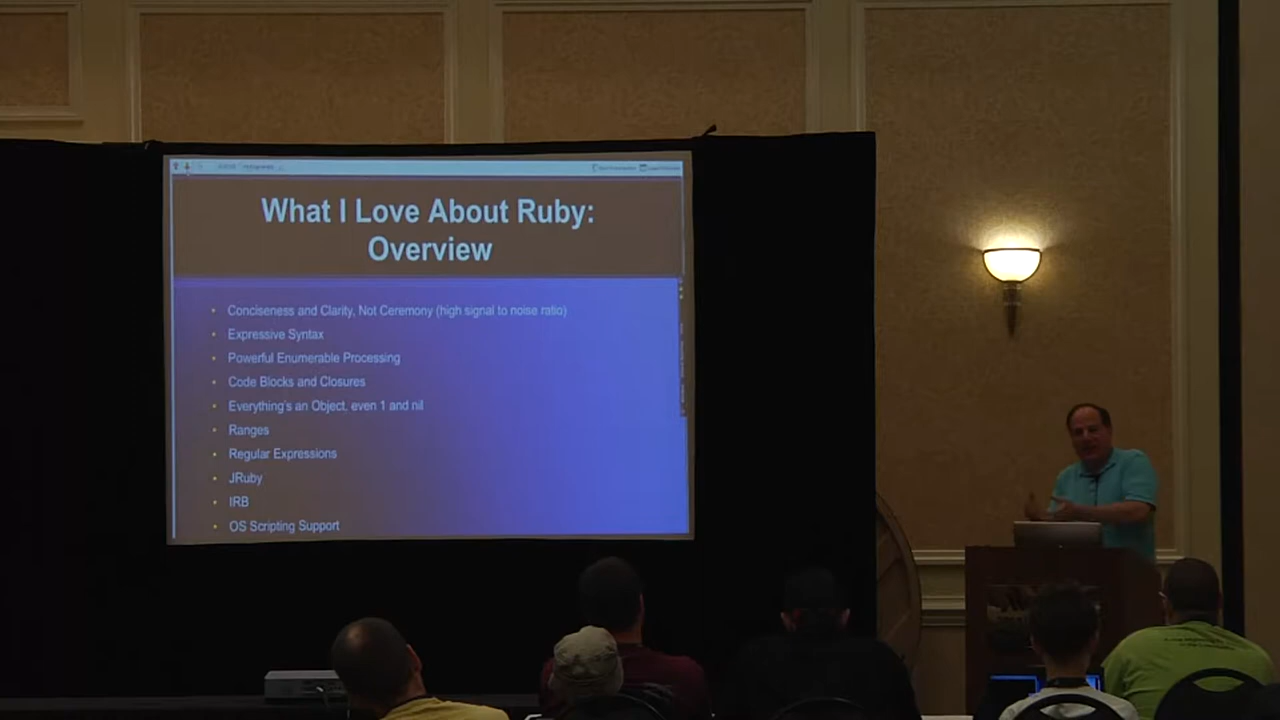 What I Love About Ruby:
Overview
• Conciseness and Clarity, Not Ceremony (high signal to noise ratio)
• Expressive Syntax
• Powerful Enumerable Processing
• Code Blocks and Closures
• Everything's an Object, even 1 and nil
• Ranges
• Regular Expressions
• JRuby
• IRB
• OS Scripting Support